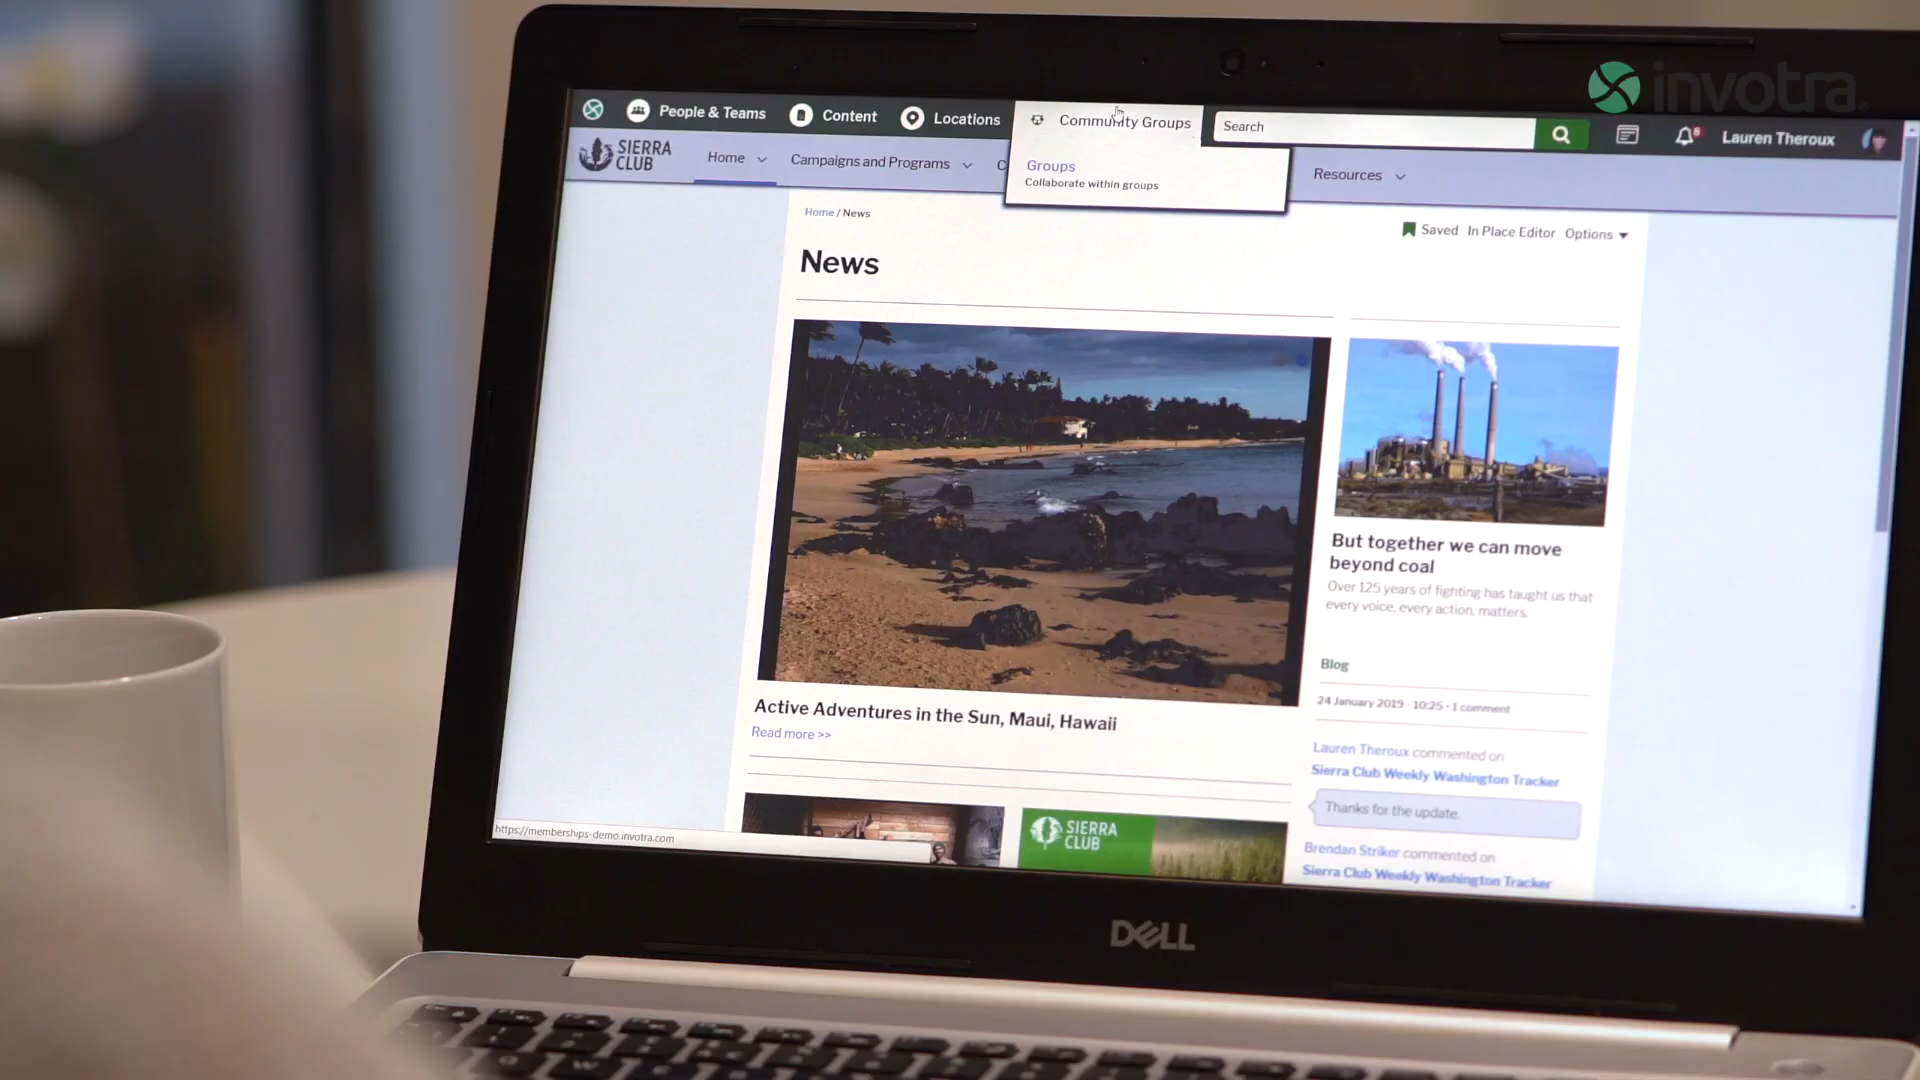 invotra.
People & Teams
Content
Locations
Community Groups
Search
8
Lauren Theroux
SIERRA
CLUB
Home
Campaigns and Programs
C
Groups
Collaborate within groups
Resources
Home / News
Saved
In Place Editor
Options
News
But together we can move
beyond coal
Over 125 years of fighting has taught us that
every voice, every action, matters.
Blog
24 January 2019 - 10:25 - 1 comment
Active Adventures in the Sun, Maui, Hawaii
Read more >>
Lauren Theroux commented on
Sierra Club Weekly Washington Tracker
Thanks for the update.
Brendan Striker commented on
Sierra Club Weekly Washington Tracker
SIERRA
CLUB
https://memberships-demo.invotra.com
DELL